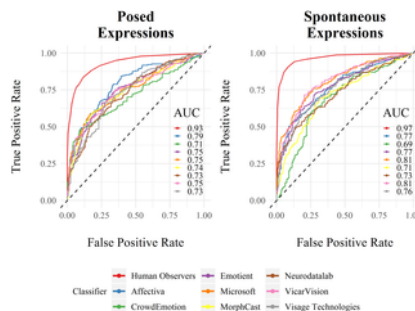 Posed
Expressions
Spontaneous
Expressions
True Positive Rate
1.00
0.75
0.50
0.25
0.00
AUC
0.93
0.79
0.71
0.75
0.75
0.74
0.73
0.75
0.73
0.00
0.25
0.50
0.75
1.00
False Positive Rate
True Positive Rate
1.00
0.75
0.50
0.25
0.00
AUC
0.97
0.77
0.69
0.77
0.81
0.71
0.73
0.81
0.76
0.00
0.25
0.50
0.75
1.00
False Positive Rate
Classifier
Human Observers
Emotient
Neurodatalab
Affectiva
Microsoft
VicarVision
CrowdEmotion
MorphCast
Visage Technologies